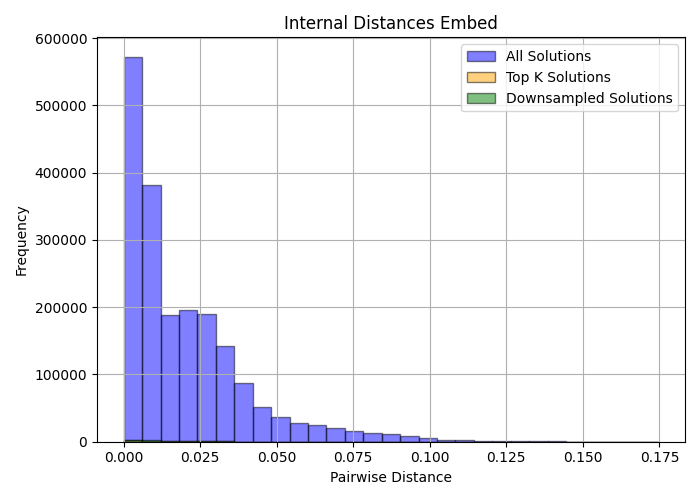 Internal Distances Embed
600000
500000
400000
300000
200000
100000
0
Frequency
All Solutions
Top K Solutions
Downsampled Solutions
0.000 0.025 0.050 0.075 0.100 0.125 0.150 0.175
Pairwise Distance